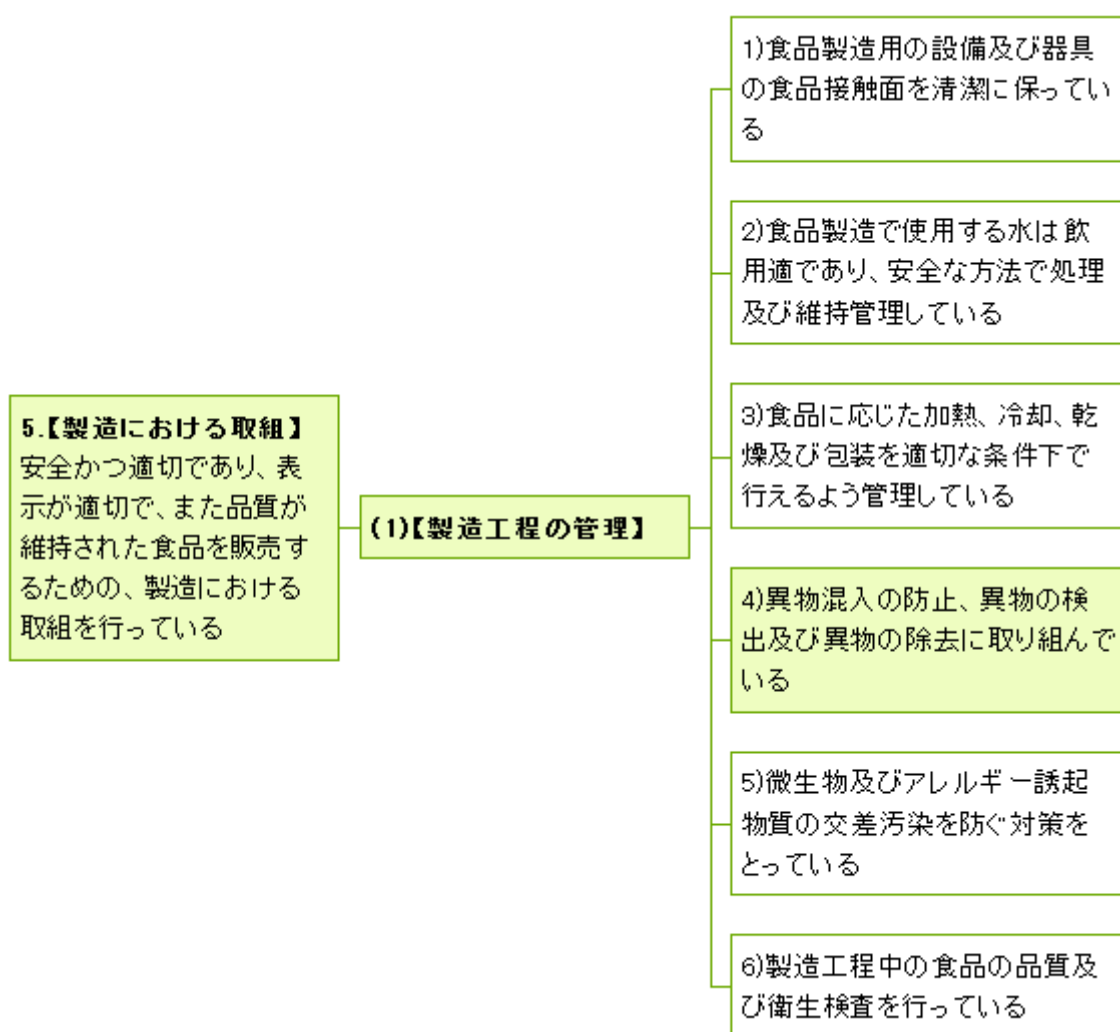 5.【製造における取組】
安全かつ適切であり、表
示が適切で、また品質が
維持された食品を販売す
るための、製造における
取組を行っている
(1)【製造工程の管理】
1)食品製造用の設備及び器具
の食品接触面を清潔に保ってい
る
2)食品製造で使用する水は飲
用適であり、安全な方法で処理
及び維持管理している
3)食品に応じた加熱、冷却、乾
燥及び包装を適切な条件下で
行えるよう管理している
4)異物混入の防止、異物の検
出及び異物の除去に取り組んで
いる
5)微生物及びアレルギー誘起
物質の交差汚染を防ぐ対策を
とっている
6)製造工程中の食品の品質及
び衛生検査を行っている